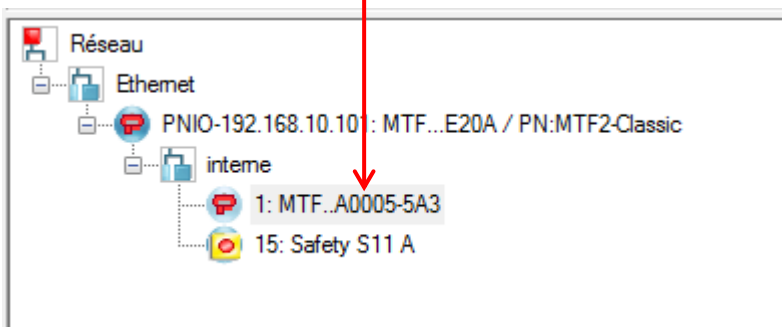 Réseau
Ethernet
PNIO-192.168.10.101: MTF...E20A / PN:MTF2-Classic
interne
1: MTF..A0005-5A3
15: Safety S11 A